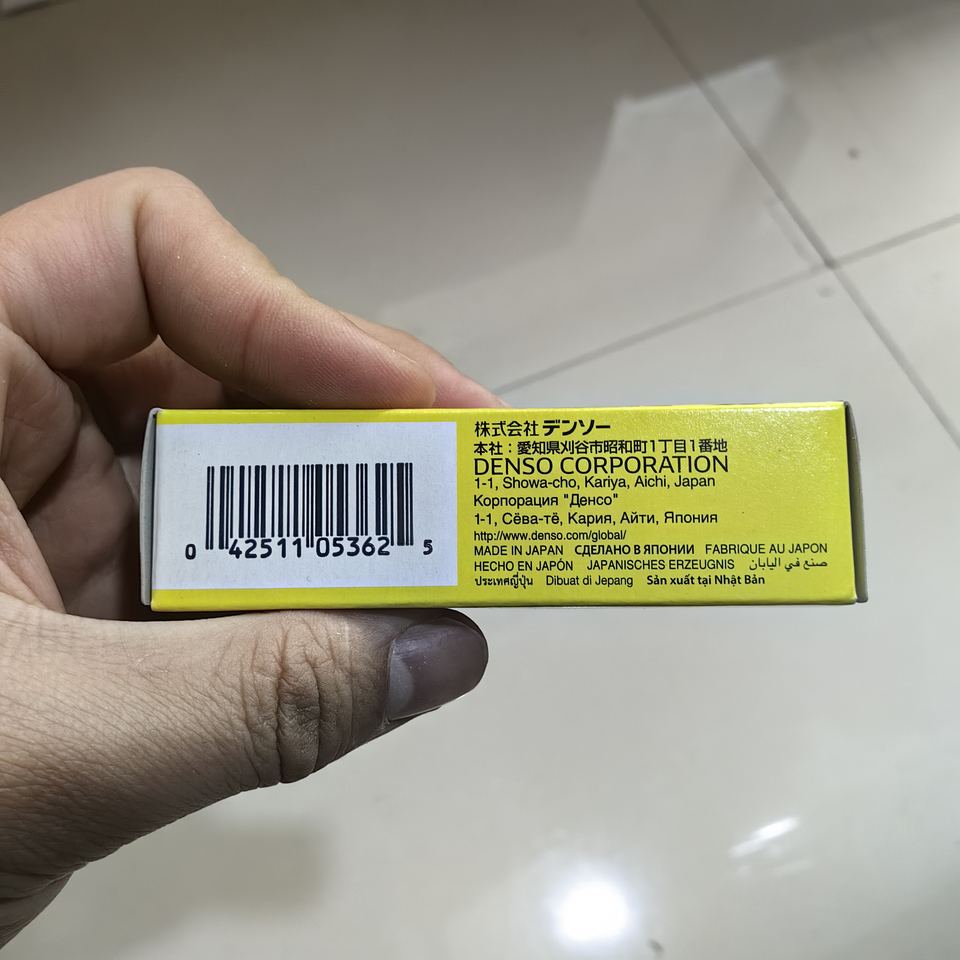 0 42511 05362 5
株式会社 デンソー
本社：愛知県刈谷市昭和町1丁目1番地
DENSO CORPORATION
1-1, Showa-cho, Kariya, Aichi, Japan
Корпорация "Денсо"
1-1, Сёва-тё, Кария, Айти, Япония
http://www.denso.com/global/
MADE IN JAPAN СДЕЛАНО В ЯПОНИИ FABRIQUE AU JAPON
HECHO EN JAPÓN JAPANISCHES ERZEUGNIS صنع في اليابان
ประเทศญี่ปุ่น Dibuat di Jepang Sản xuất tại Nhật Bản